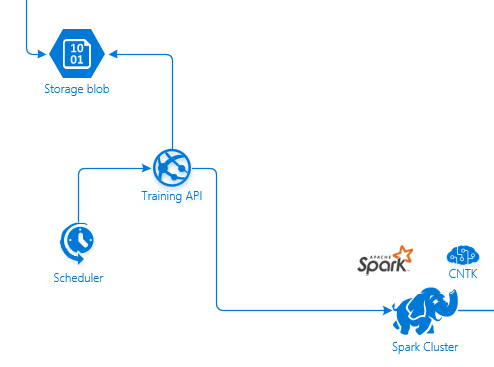 10
01
Storage blob
Training API
Scheduler
APACHE
Spark
CNTK
Spark Cluster